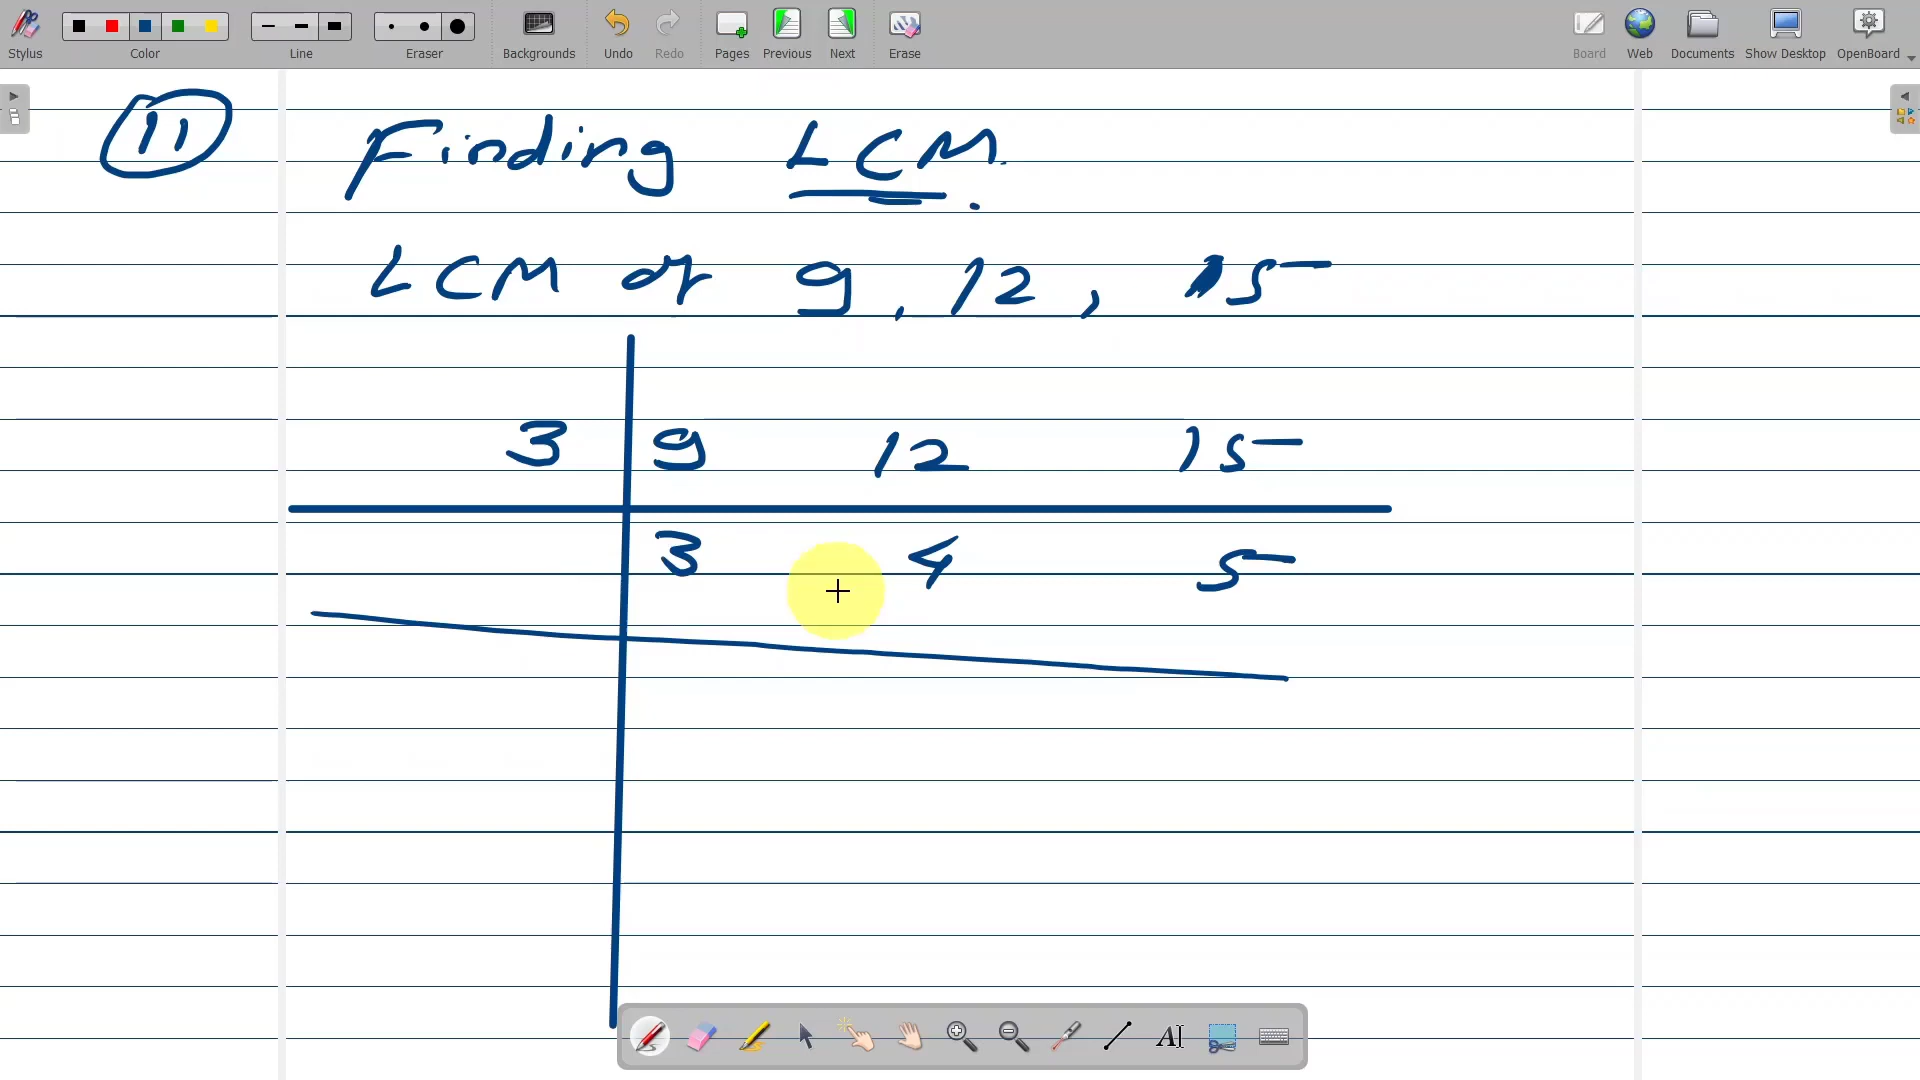 Stylus Color Line Eraser Backgrounds Undo Redo Pages Previous Next Erase Board Web Documents Show Desktop OpenBoard
11 Finding LCM.
LCM of 9, 12, 15
3 9 12 15
3 4 5